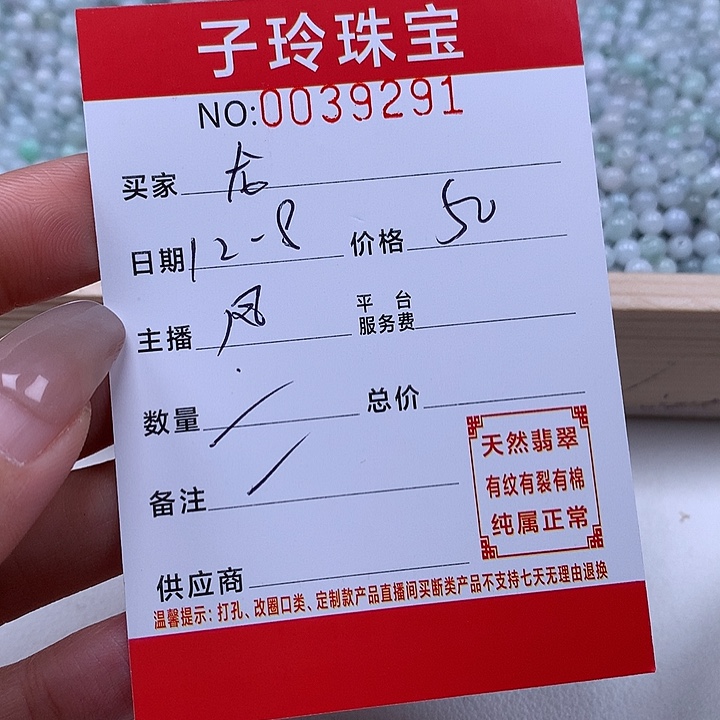 子玲珠宝
NO:0039291
买家 龙
日期 12-8 价格 50
主播 凤 平台服务费
数量 / 总价
备注 /
天然翡翠
有纹有裂有棉
纯属正常
供应商
温馨提示：打孔、改圈口类、定制款产品直播间买断类产品不支持七天无理由退换